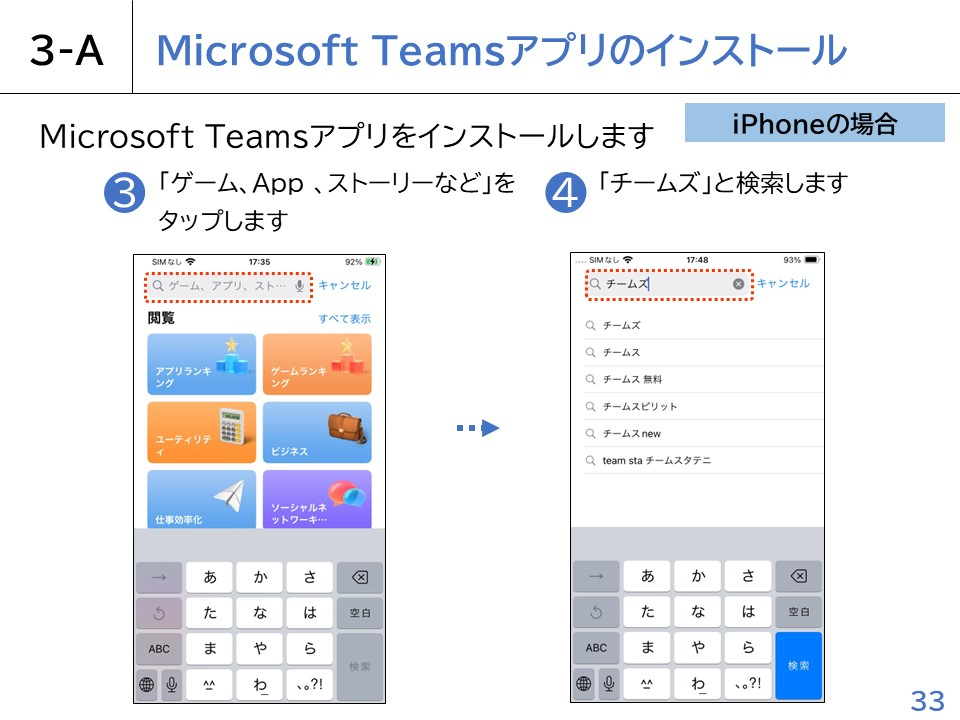 3-A
Microsoft Teamsアプリのインストール
iPhoneの場合
Microsoft Teamsアプリをインストールします
3
「ゲーム、App 、ストーリーなど」を
タップします
4
「チームズ」と検索します
SIMなし 17:35 92%
ゲーム、アプリ、スト… キャンセル
閲覧 すべて表示
アプリランキ
ング
ゲームランキ
ング
ユーティリテ
ィ
ビジネス
仕事効率化
ソーシャルネ
ットワーキ…
→ あ か さ
た な は 空白
ABC ま や ら
検索
^^ わ 、。?!
SIMなし 17:48 93%
チームズ キャンセル
チームズ
チームス
チームス 無料
チームスピリット
チームスnew
team sta チームスタテニ
→ あ か さ
た な は 空白
ABC ま や ら
検索
^^ わ 、。?!
33